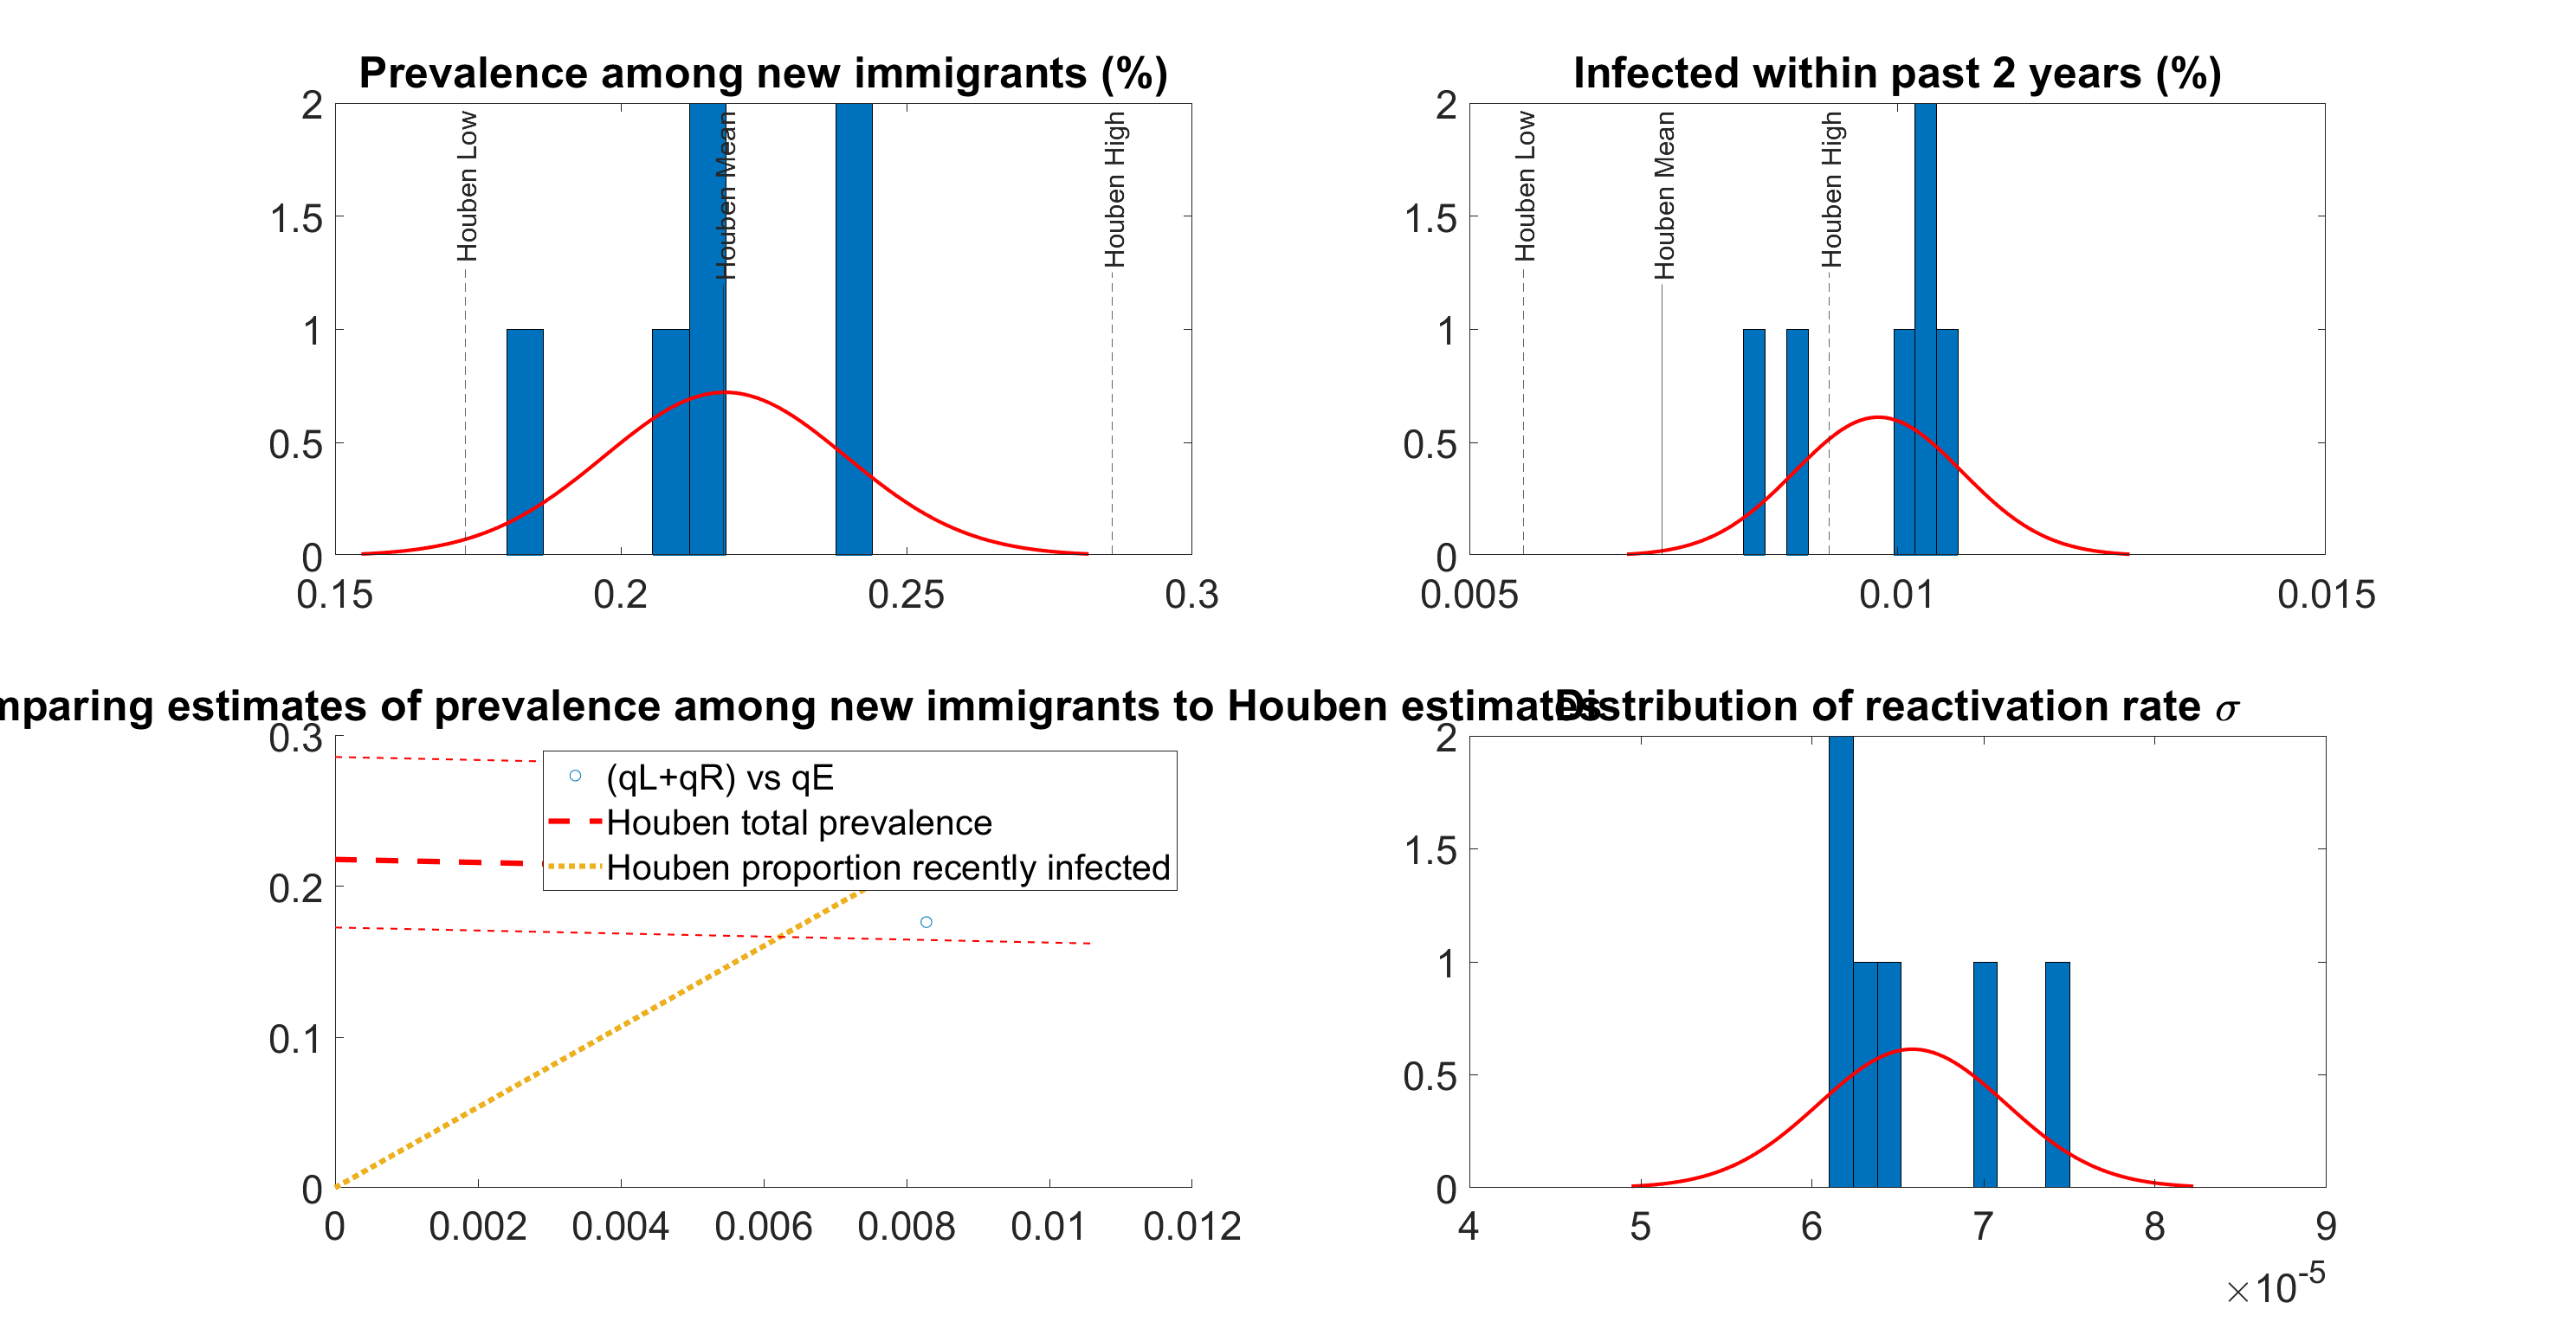 Prevalence among new immigrants (%)
2
1.5
1
0.5
0
0.15 0.2 0.25 0.3
Houben Low
Houben Mean
Houben High
Infected within past 2 years (%)
2
1.5
1
0.5
0
0.005 0.01 0.015
Houben Low
Houben Mean
Houben High
mparing estimates of prevalence among new immigrants to Houben estimates
0.3
0.2
0.1
0
0 0.002 0.004 0.006 0.008 0.01 0.012
(qL+qR) vs qE
Houben total prevalence
Houben proportion recently infected
Distribution of reactivation rate σ
2
1.5
1
0.5
0
4 5 6 7 8 9
×10-5